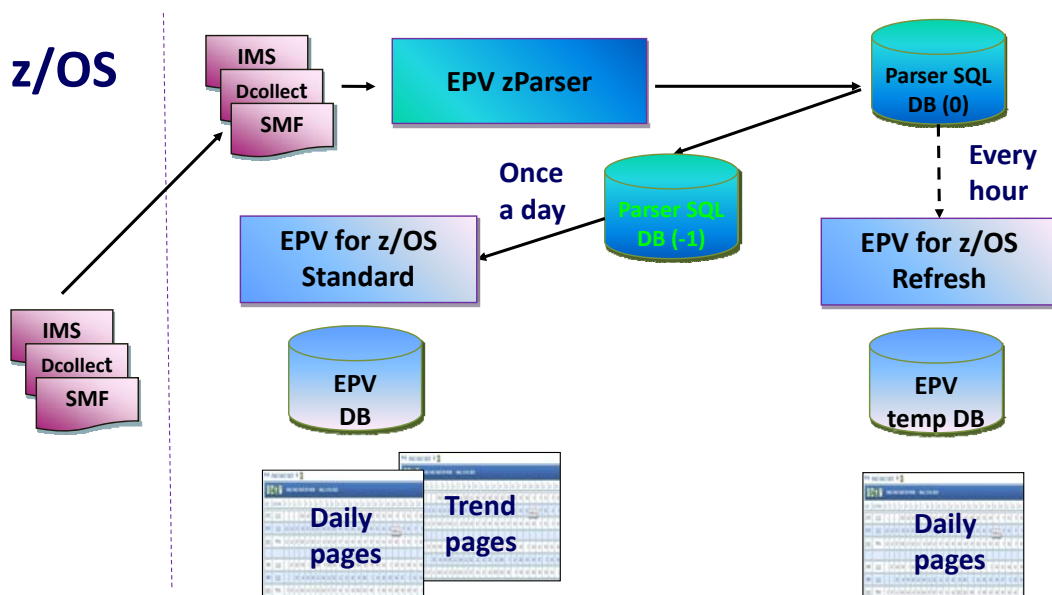 z/OS
IMS
Dcollect
SMF
EPV zParser
Parser SQL
DB (0)
Once
a day
Parser SQL
DB (-1)
Every
hour
EPV for z/OS
Standard
EPV for z/OS
Refresh
IMS
Dcollect
SMF
EPV
DB
EPV
temp DB
Daily
pages
Trend
pages
Daily
pages